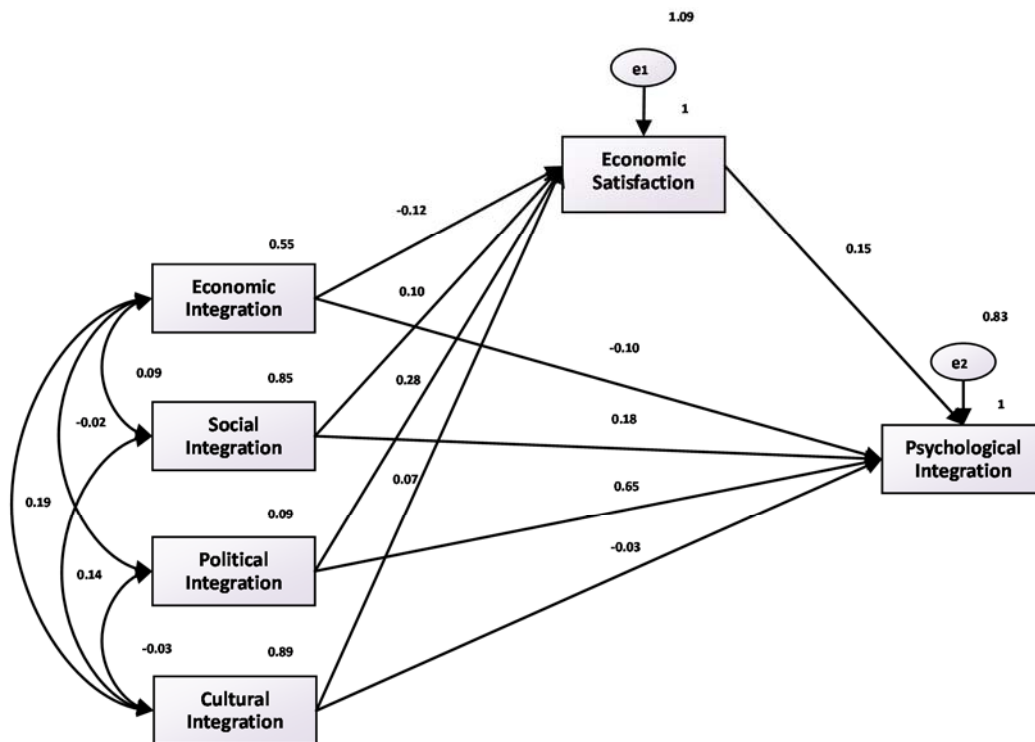 1.09
e1
1
Economic
Satisfaction
-0.12
0.55
0.15
Economic
Integration
0.10
0.83
-0.10
e2
0.09
0.85
0.28
1
-0.02
Social
Integration
0.18
Psychological
Integration
0.07
0.65
0.19
0.09
-0.03
Political
Integration
0.14
-0.03
0.89
Cultural
Integration